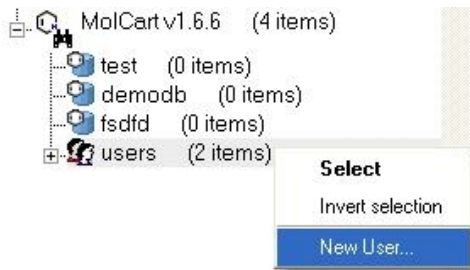 MolCart v1.6.6 (4 items)
test (0 items)
demodb (0 items)
fsdfd (0 items)
users (2 items)
Select
Invert selection
New User...